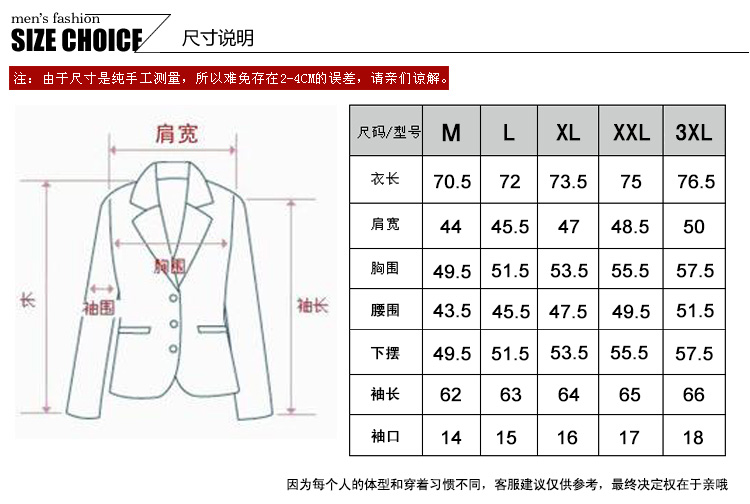 men's fashion
SIZE CHOICE
尺寸说明
注：由于尺寸是纯手工测量，所以难免存在2-4CM的误差，请亲们谅解。
肩宽
胸围
袖围
长
袖长
尺码/型号 M L XL XXL 3XL
衣长 70.5 72 73.5 75 76.5
肩宽 44 45.5 47 48.5 50
胸围 49.5 51.5 53.5 55.5 57.5
腰围 43.5 45.5 47.5 49.5 51.5
下摆 49.5 51.5 53.5 55.5 57.5
袖长 62 63 64 65 66
袖口 14 15 16 17 18
因为每个人的体型和穿着习惯不同，客服建议仅供参考，最终决定权在于亲哦